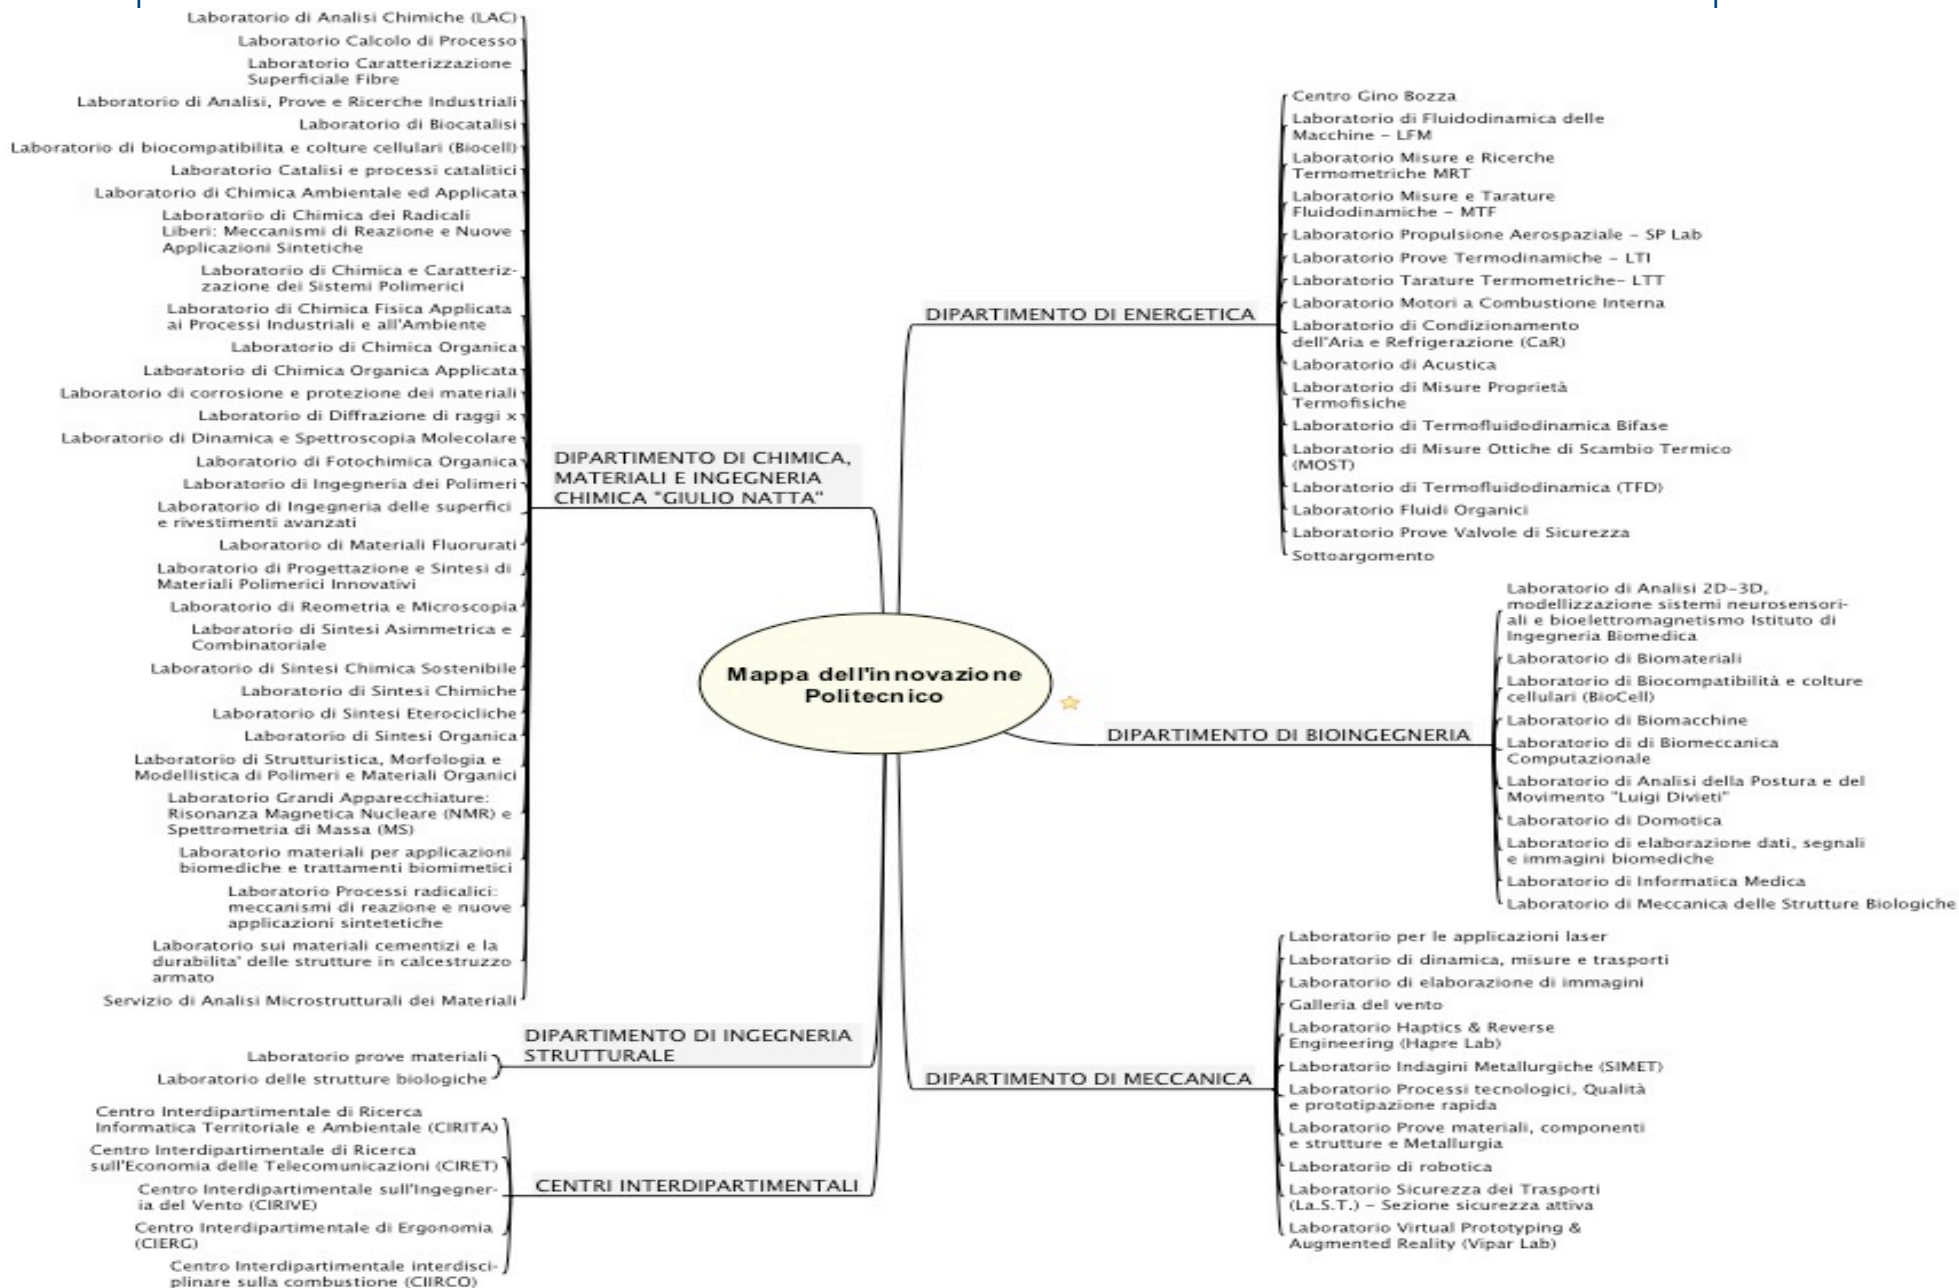 Laboratorio di Analisi Chimiche (LAC)
Laboratorio Calcolo di Processo
Laboratorio Caratterizzazione
Superficiale Fibre
Laboratorio di Analisi, Prove e Ricerche Industriali
Laboratorio di Biocatalisi
Laboratorio di biocompatibilita e colture cellulari (Biocell)
Laboratorio Catalisi e processi catalitici
Laboratorio di Chimica Ambientale ed Applicata
Laboratorio di Chimica dei Radicali
Liberi: Meccanismi di Reazione e Nuove
Applicazioni Sintetiche
Laboratorio di Chimica e Caratteriz-
zazione dei Sistemi Polimerici
Laboratorio di Chimica Fisica Applicata
ai Processi Industriali e all'Ambiente
Laboratorio di Chimica Organica
Laboratorio di Chimica Organica Applicata
Laboratorio di corrosione e protezione dei materiali
Laboratorio di Diffrazione di raggi x
Laboratorio di Dinamica e Spettroscopia Molecolare
Laboratorio di Fotochimica Organica
Laboratorio di Ingegneria dei Polimeri
Laboratorio di Ingegneria delle superfici
e rivestimenti avanzati
Laboratorio di Materiali Fluorurati
Laboratorio di Progettazione e Sintesi di
Materiali Polimerici Innovativi
Laboratorio di Reometria e Microscopia
Laboratorio di Sintesi Asimmetrica e
Combinatoriale
Laboratorio di Sintesi Chimica Sostenibile
Laboratorio di Sintesi Chimiche
Laboratorio di Sintesi Eterocicliche
Laboratorio di Sintesi Organica
Laboratorio di Strutturistica, Morfologia e
Modellistica di Polimeri e Materiali Organici
Laboratorio Grandi Apparecchiature:
Risonanza Magnetica Nucleare (NMR) e
Spettrometria di Massa (MS)
Laboratorio materiali per applicazioni
biomediche e trattamenti biomimetici
Laboratorio Processi radicalici:
meccanismi di reazione e nuove
applicazioni sintetetiche
Laboratorio sui materiali cementizi e la
durabilita' delle strutture in calcestruzzo
armato
Servizio di Analisi Microstrutturali dei Materiali
DIPARTIMENTO DI CHIMICA,
MATERIALI E INGEGNERIA
CHIMICA "GIULIO NATTA"
Laboratorio prove materiali
Laboratorio delle strutture biologiche
DIPARTIMENTO DI INGEGNERIA
STRUTTURALE
Centro Interdipartimentale di Ricerca
Informatica Territoriale e Ambientale (CIRITA)
Centro Interdipartimentale di Ricerca
sull'Economia delle Telecomunicazioni (CIRET)
Centro Interdipartimentale sull'Ingegner-
ia del Vento (CIRIVE)
Centro Interdipartimentale di Ergonomia
(CIERG)
Centro Interdipartimentale interdisci-
plinare sulla combustione (CIIRCO)
CENTRI INTERDIPARTIMENTALI
Mappa dell'innovazione
Politecnico
DIPARTIMENTO DI ENERGETICA
Centro Gino Bozza
Laboratorio di Fluidodinamica delle
Macchine - LFM
Laboratorio Misure e Ricerche
Termometriche MRT
Laboratorio Misure e Tarature
Fluidodinamiche - MTF
Laboratorio Propulsione Aerospaziale - SP Lab
Laboratorio Prove Termodinamiche - LTI
Laboratorio Tarature Termometriche- LTT
Laboratorio Motori a Combustione Interna
Laboratorio di Condizionamento
dell'Aria e Refrigerazione (CaR)
Laboratorio di Acustica
Laboratorio di Misure Proprietà
Termofisiche
Laboratorio di Termofluidodinamica Bifase
Laboratorio di Misure Ottiche di Scambio Termico
(MOST)
Laboratorio di Termofluidodinamica (TFD)
Laboratorio Fluidi Organici
Laboratorio Prove Valvole di Sicurezza
Sottoargomento
DIPARTIMENTO DI BIOINGEGNERIA
Laboratorio di Analisi 2D-3D,
modellizzazione sistemi neurosensori-
ali e bioelettromagnetismo Istituto di
Ingegneria Biomedica
Laboratorio di Biomateriali
Laboratorio di Biocompatibilità e colture
cellulari (BioCell)
Laboratorio di Biomacchine
Laboratorio di di Biomeccanica
Computazionale
Laboratorio di Analisi della Postura e del
Movimento "Luigi Divieti"
Laboratorio di Domotica
Laboratorio di elaborazione dati, segnali
e immagini biomediche
Laboratorio di Informatica Medica
Laboratorio di Meccanica delle Strutture Biologiche
DIPARTIMENTO DI MECCANICA
Laboratorio per le applicazioni laser
Laboratorio di dinamica, misure e trasporti
Laboratorio di elaborazione di immagini
Galleria del vento
Laboratorio Haptics & Reverse
Engineering (Hapre Lab)
Laboratorio Indagini Metallurgiche (SIMET)
Laboratorio Processi tecnologici, Qualità
e prototipazione rapida
Laboratorio Prove materiali, componenti
e strutture e Metallurgia
Laboratorio di robotica
Laboratorio Sicurezza dei Trasporti
(La.S.T.) - Sezione sicurezza attiva
Laboratorio Virtual Prototyping &
Augmented Reality (Vipar Lab)